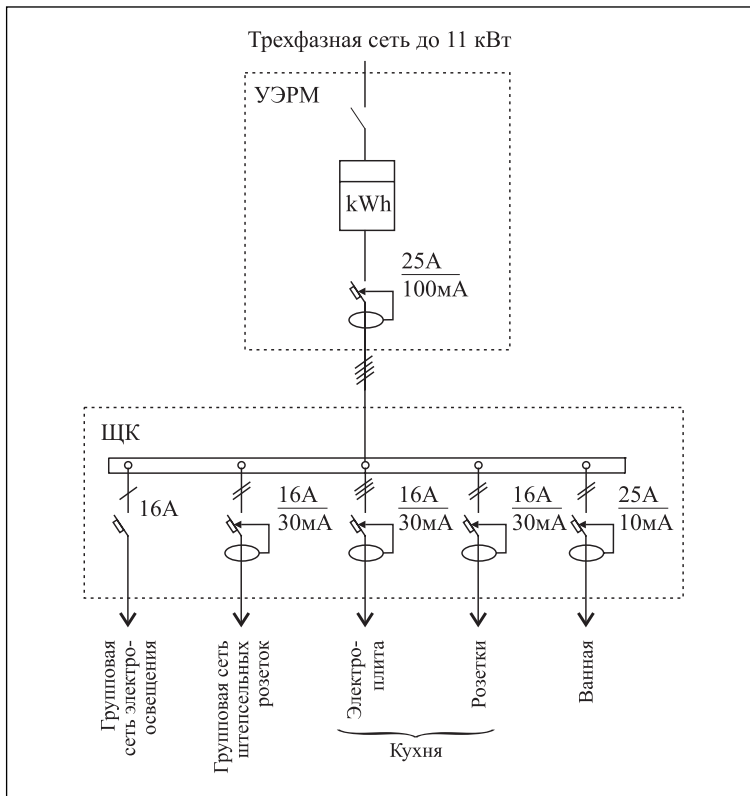 Трехфазная сеть до 11 кВт
УЭРМ
kWh
25А
100мА
ЩК
16А
16А
30мА
16А
30мА
16А
30мА
25А
10мА
Групповая
сеть электро-
освещения
Групповая сеть
штепсельных
розеток
Электро-
плита
Розетки
Ванная
Кухня